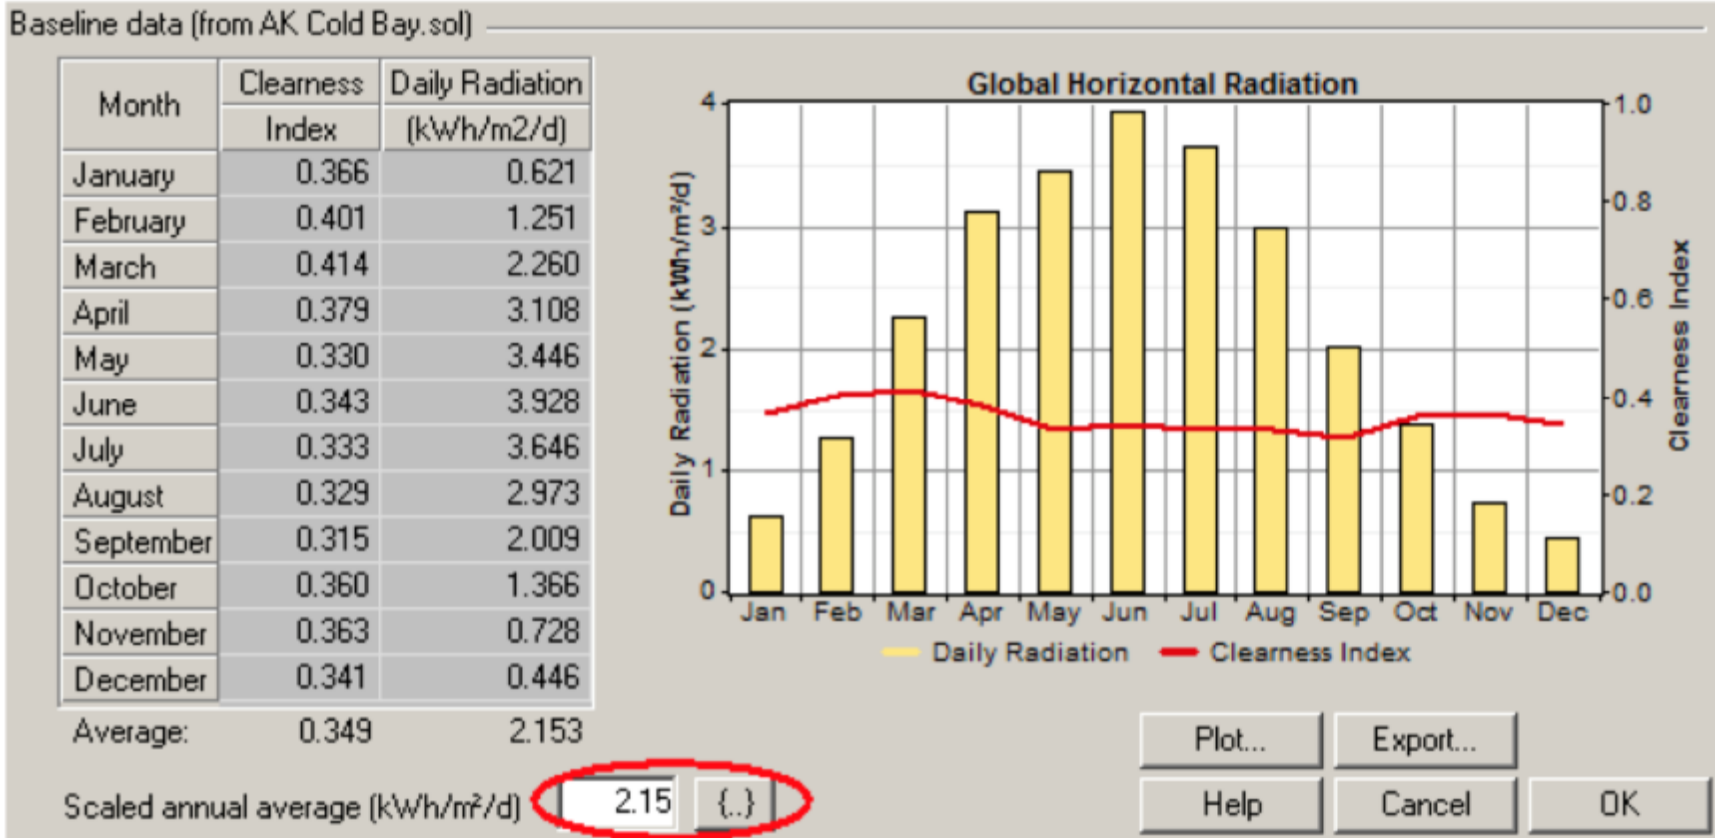 Baseline data (from AK Cold Bay.sol)
Month Clearness Daily Radiation
Index (kWh/m2/d)
January 0.366 0.621
February 0.401 1.251
March 0.414 2.260
April 0.379 3.108
May 0.330 3.446
June 0.343 3.928
July 0.333 3.646
August 0.329 2.973
September 0.315 2.009
October 0.360 1.366
November 0.363 0.728
December 0.341 0.446
Average: 0.349 2.153
Scaled annual average (kWh/m²/d) 2.15 {..}
Global Horizontal Radiation
Daily Radiation (kWh/m²/d)
4
3
2
1
0
1.0
0.8
0.6
0.4
0.2
0.0
Clearness Index
Jan Feb Mar Apr May Jun Jul Aug Sep Oct Nov Dec
Daily Radiation Clearness Index
Plot... Export...
Help Cancel OK